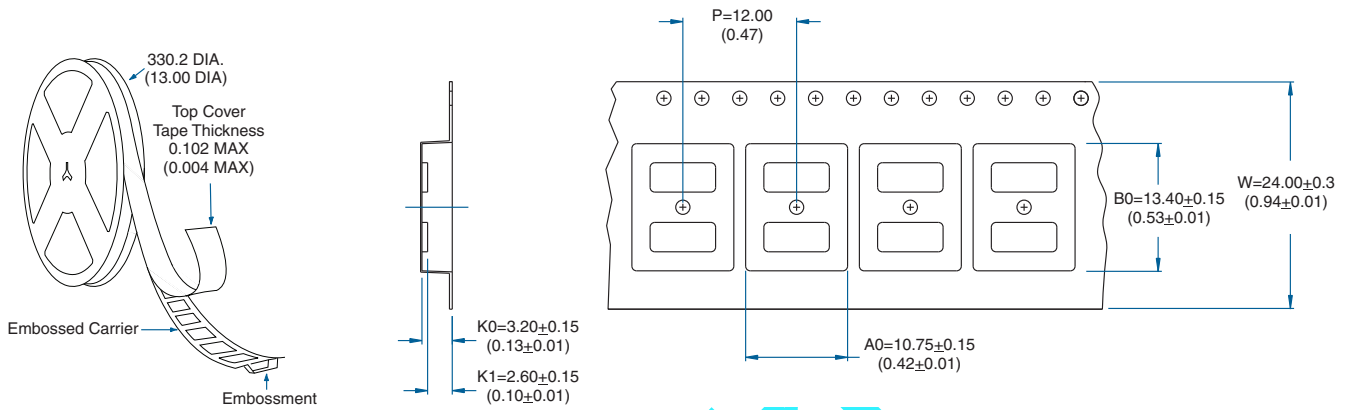 330.2 DIA.
(13.00 DIA)
Top Cover
Tape Thickness
0.102 MAX
(0.004 MAX)
Embossed Carrier
Embossment
K0=3.20±0.15
(0.13±0.01)
K1=2.60±0.15
(0.10±0.01)
P=12.00
(0.47)
B0=13.40±0.15
(0.53±0.01)
W=24.00±0.3
(0.94±0.01)
A0=10.75±0.15
(0.42±0.01)